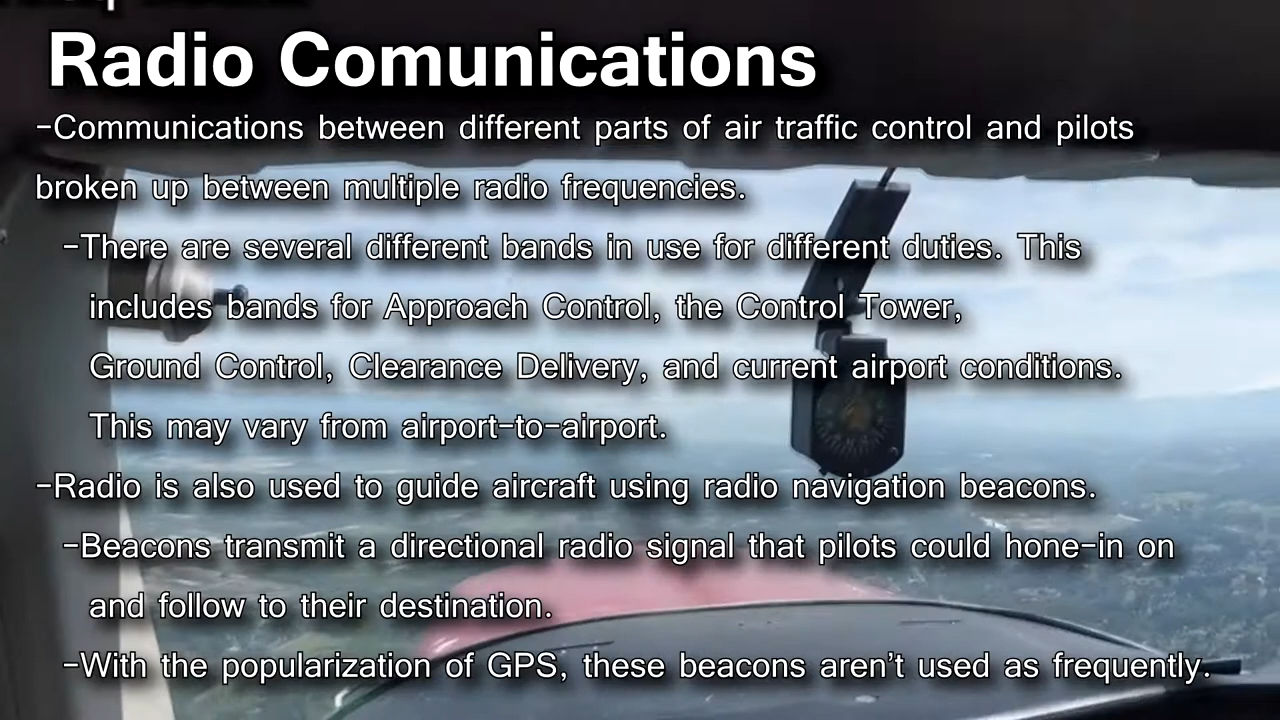 Radio Comunications
-Communications between different parts of air traffic control and pilots
broken up between multiple radio frequencies.
-There are several different bands in use for different duties. This
includes bands for Approach Control, the Control Tower,
Ground Control, Clearance Delivery, and current airport conditions.
This may vary from airport-to-airport.
-Radio is also used to guide aircraft using radio navigation beacons.
-Beacons transmit a directional radio signal that pilots could hone-in on
and follow to their destination.
-With the popularization of GPS, these beacons aren't used as frequently.